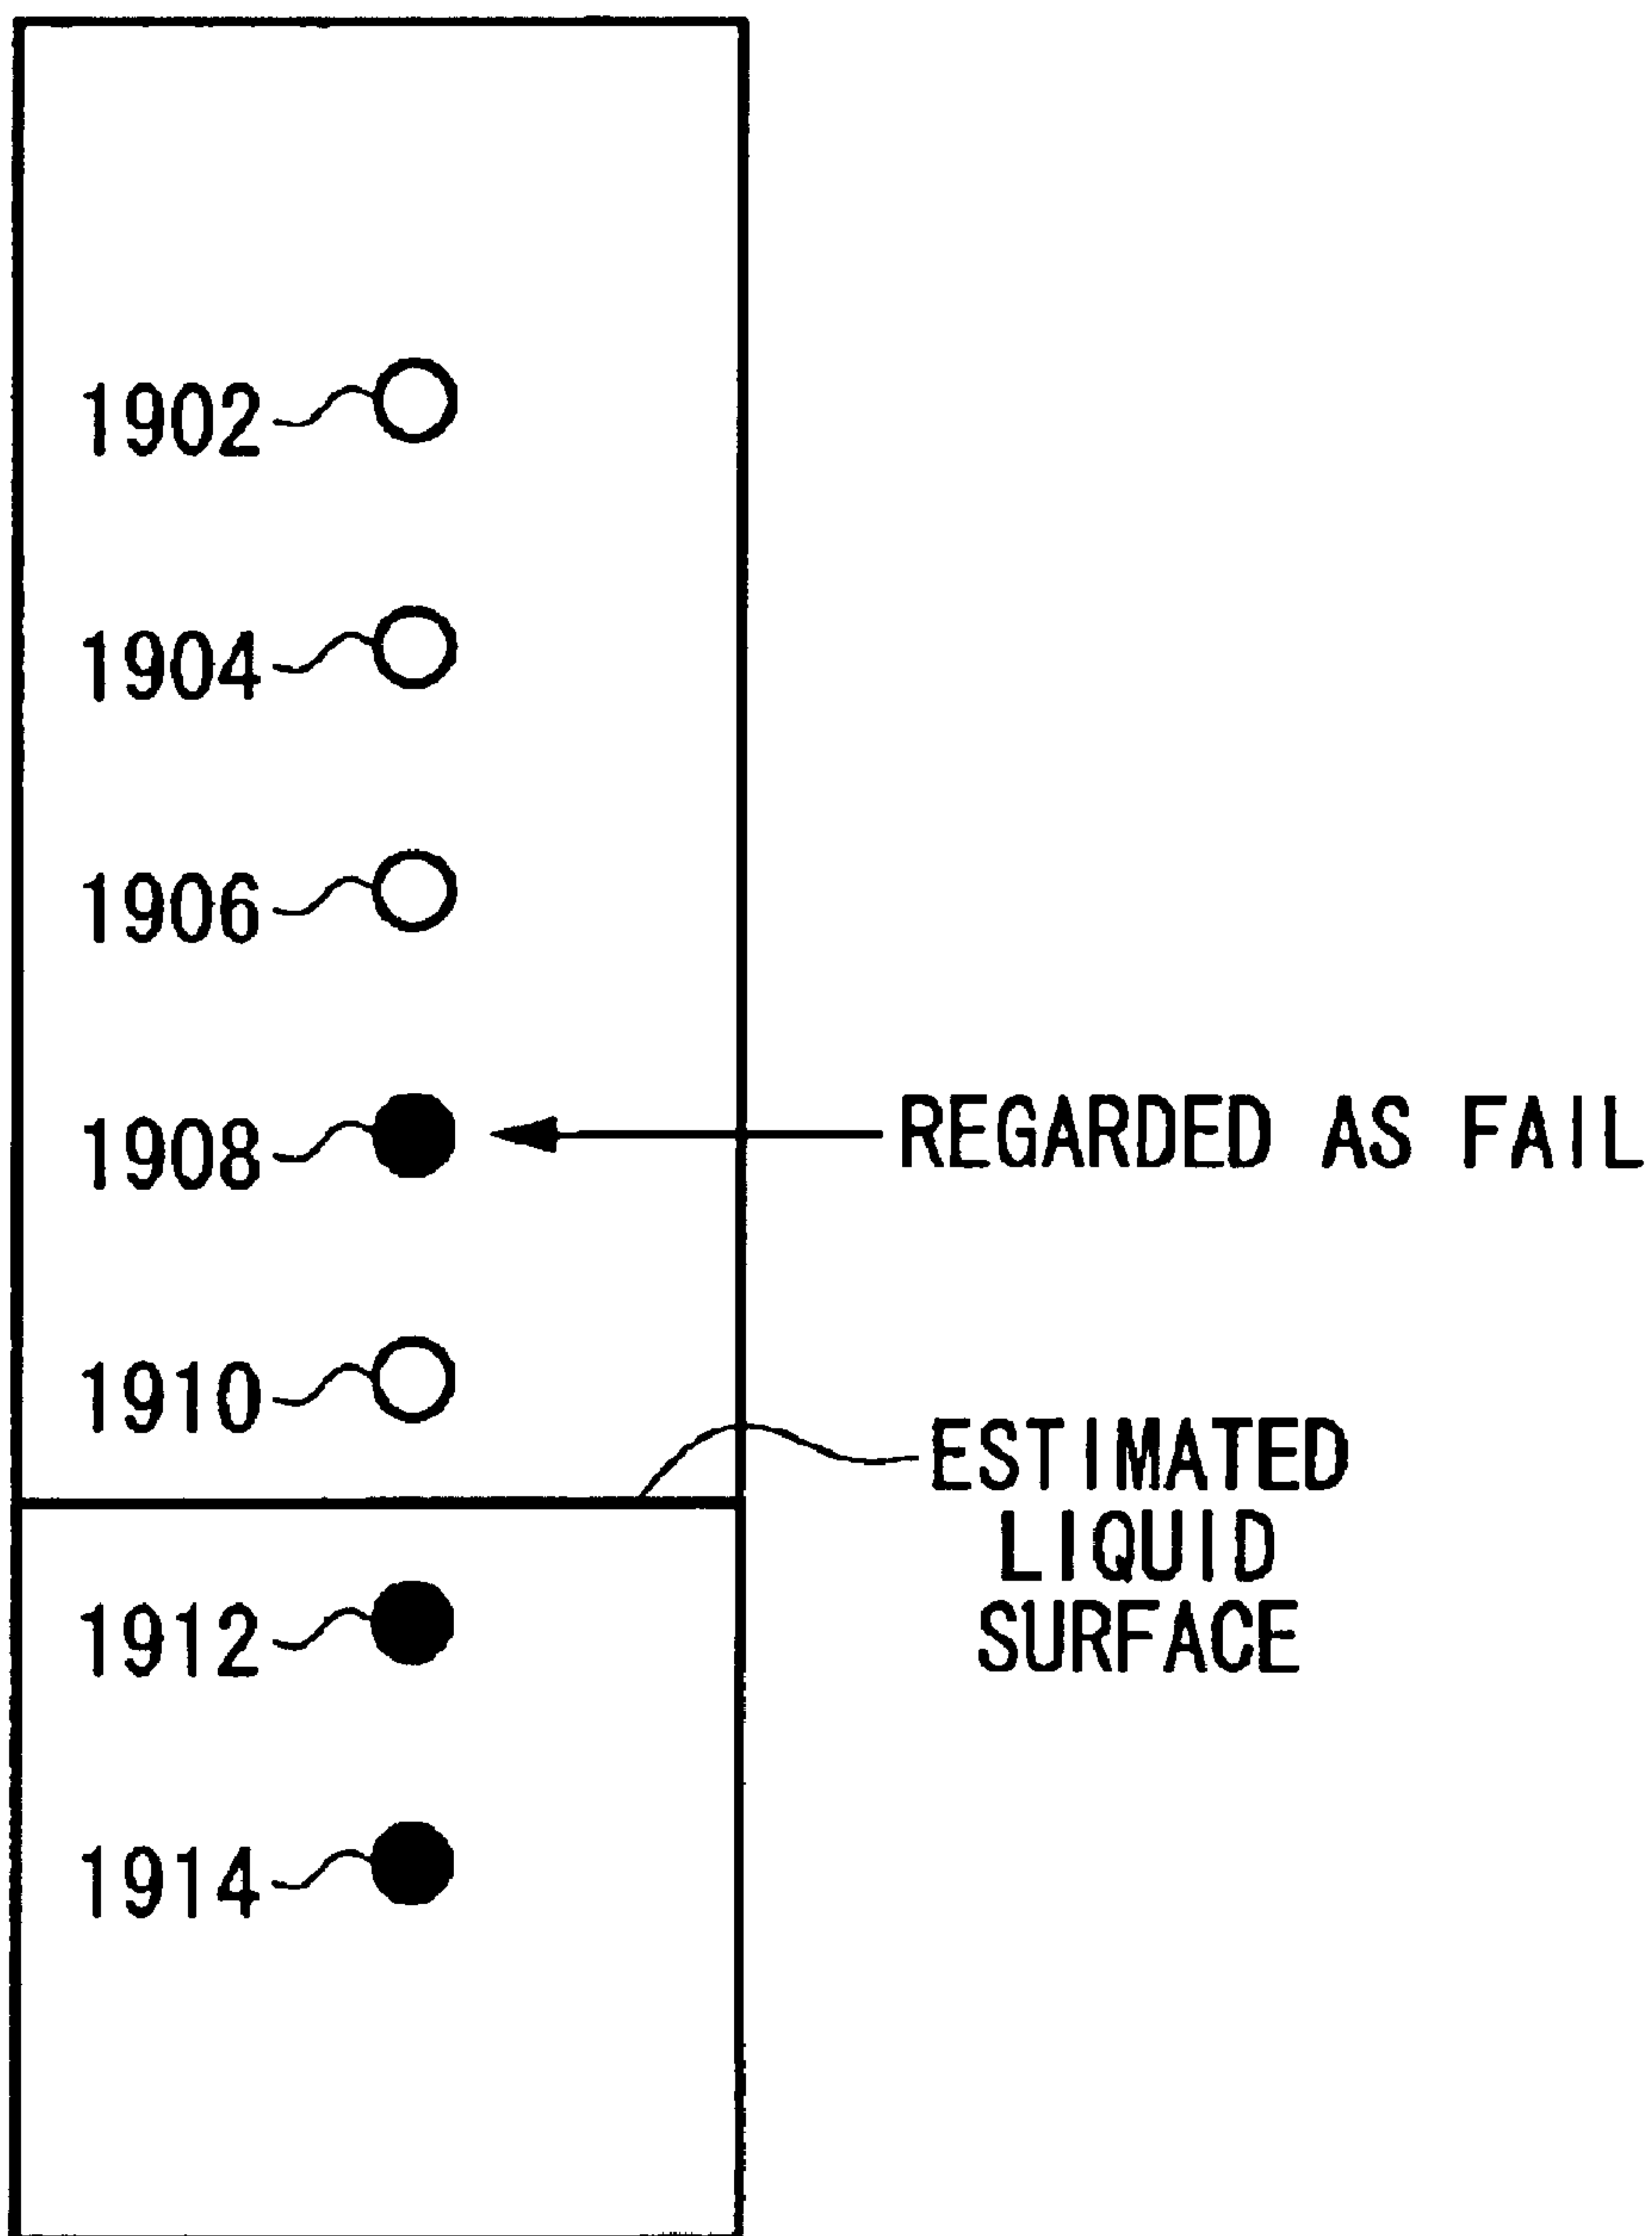 1902
1904
1906
1908
REGARDED AS FAIL
1910
ESTIMATED
LIQUID
SURFACE
1912
1914